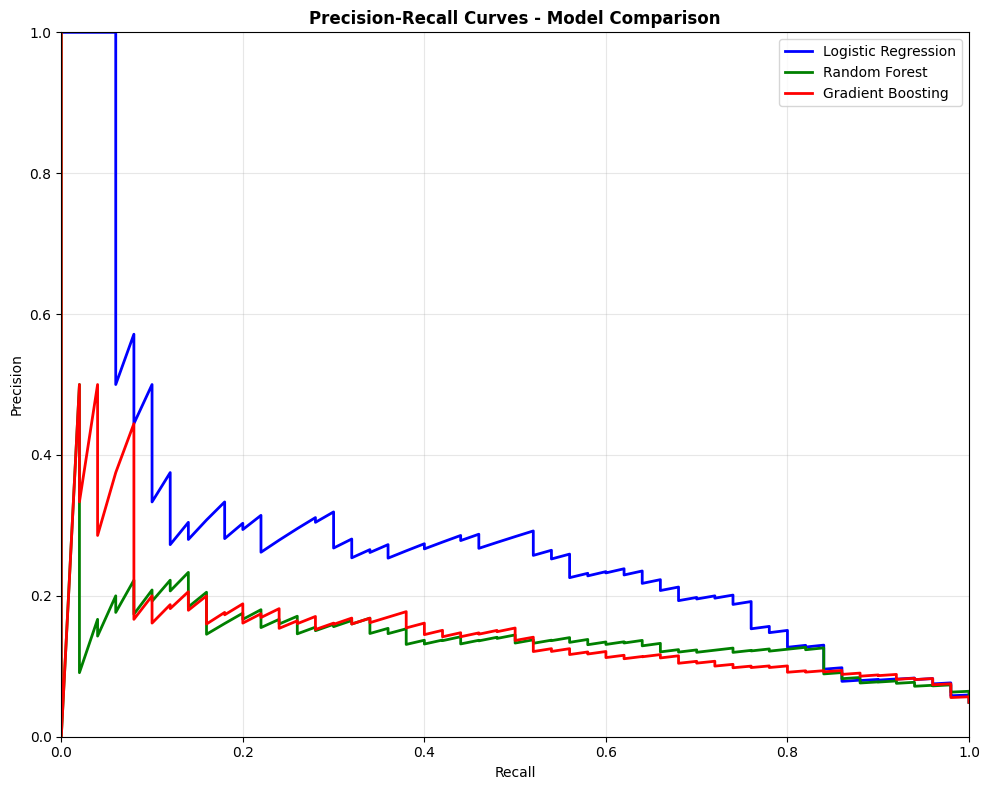 Precision-Recall Curves - Model Comparison
Logistic Regression
Random Forest
Gradient Boosting
Precision
1.0
0.8
0.6
0.4
0.2
0.0
0.0 0.2 0.4 0.6 0.8 1.0
Recall